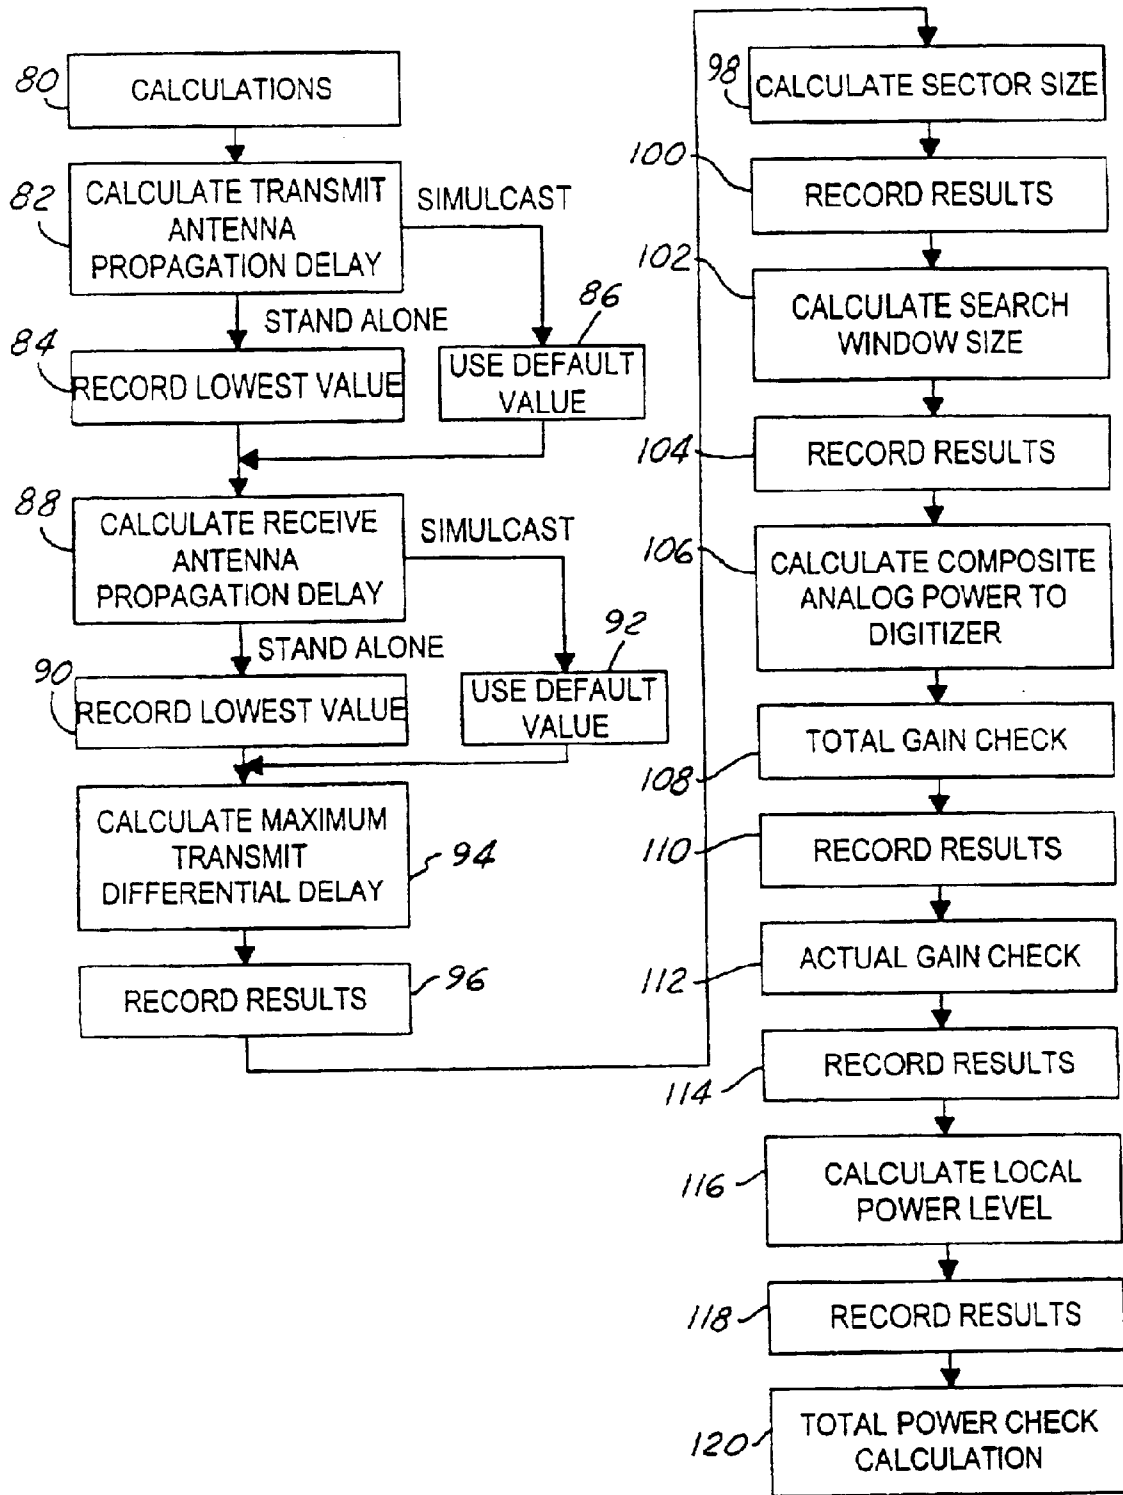 80
CALCULATIONS
82
CALCULATE TRANSMIT
ANTENNA
PROPAGATION DELAY
SIMULCAST
STAND ALONE
84
RECORD LOWEST VALUE
86
USE DEFAULT
VALUE
88
CALCULATE RECEIVE
ANTENNA
PROPAGATION DELAY
SIMULCAST
STAND ALONE
90
RECORD LOWEST VALUE
92
USE DEFAULT
VALUE
CALCULATE MAXIMUM
TRANSMIT
DIFFERENTIAL DELAY
94
RECORD RESULTS
96
98
CALCULATE SECTOR SIZE
100
RECORD RESULTS
102
CALCULATE SEARCH
WINDOW SIZE
104
RECORD RESULTS
106
CALCULATE COMPOSITE
ANALOG POWER TO
DIGITIZER
108
TOTAL GAIN CHECK
110
RECORD RESULTS
112
ACTUAL GAIN CHECK
114
RECORD RESULTS
116
CALCULATE LOCAL
POWER LEVEL
118
RECORD RESULTS
120
TOTAL POWER CHECK
CALCULATION